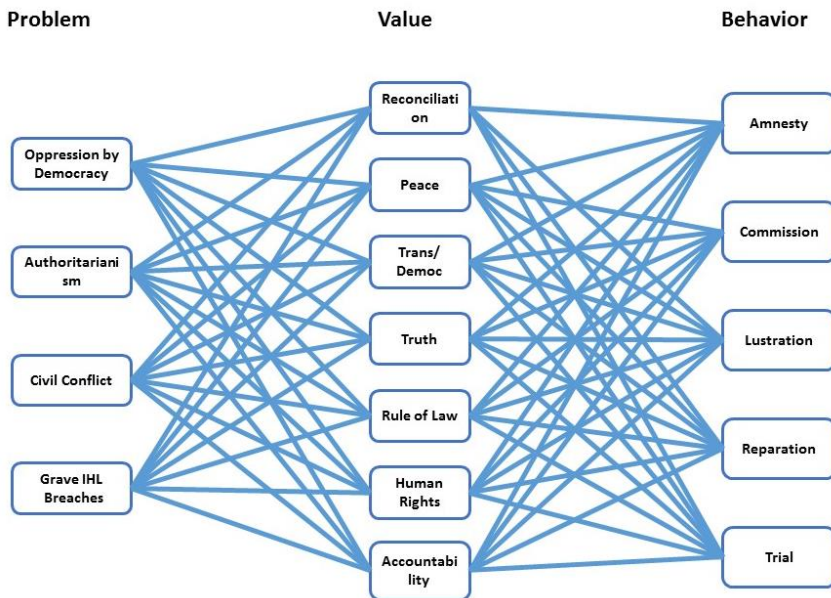 Problem
Value
Behavior
Oppression by
Democracy
Authoritariani
sm
Civil Conflict
Grave IHL
Breaches
Reconciliati
on
Peace
Trans/
Democ
Truth
Rule of Law
Human
Rights
Accountabi
lity
Amnesty
Commission
Lustration
Reparation
Trial